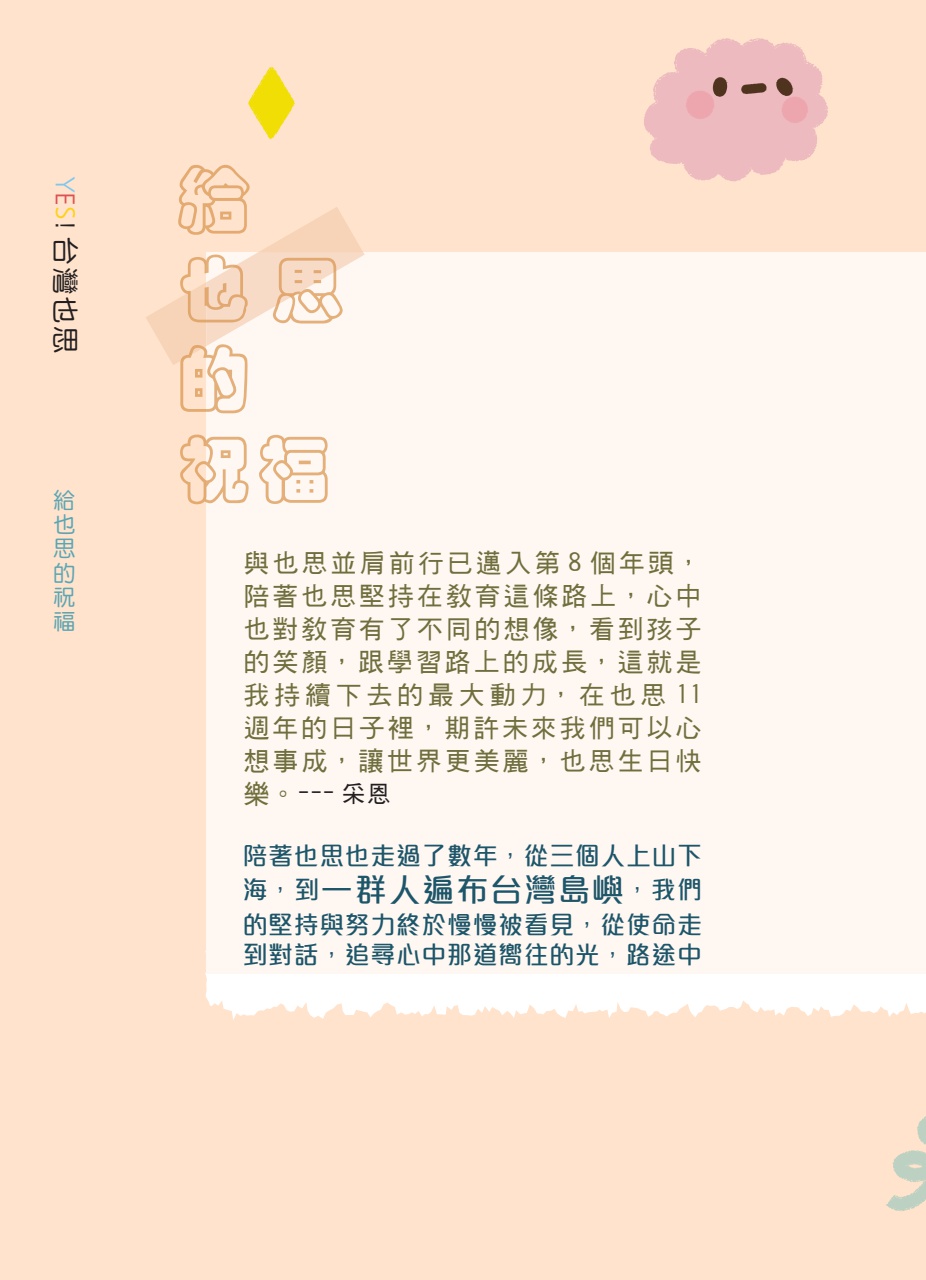 YES! 台灣也思
給也思的祝福
給
也思
的
祝福
與也思並肩前行已邁入第 8 個年頭，
陪著也思堅持在教育這條路上，心中
也對教育有了不同的想像，看到孩子
的笑顏，跟學習路上的成長，這就是
我持續下去的最大動力，在也思 11
週年的日子裡，期許未來我們可以心
想事成，讓世界更美麗，也思生日快
樂。--- 采恩
陪著也思也走過了數年，從三個人上山下
海，到一群人遍布台灣島嶼，我們
的堅持與努力終於慢慢被看見，從使命走
到對話，追尋心中那道嚮往的光，路途中